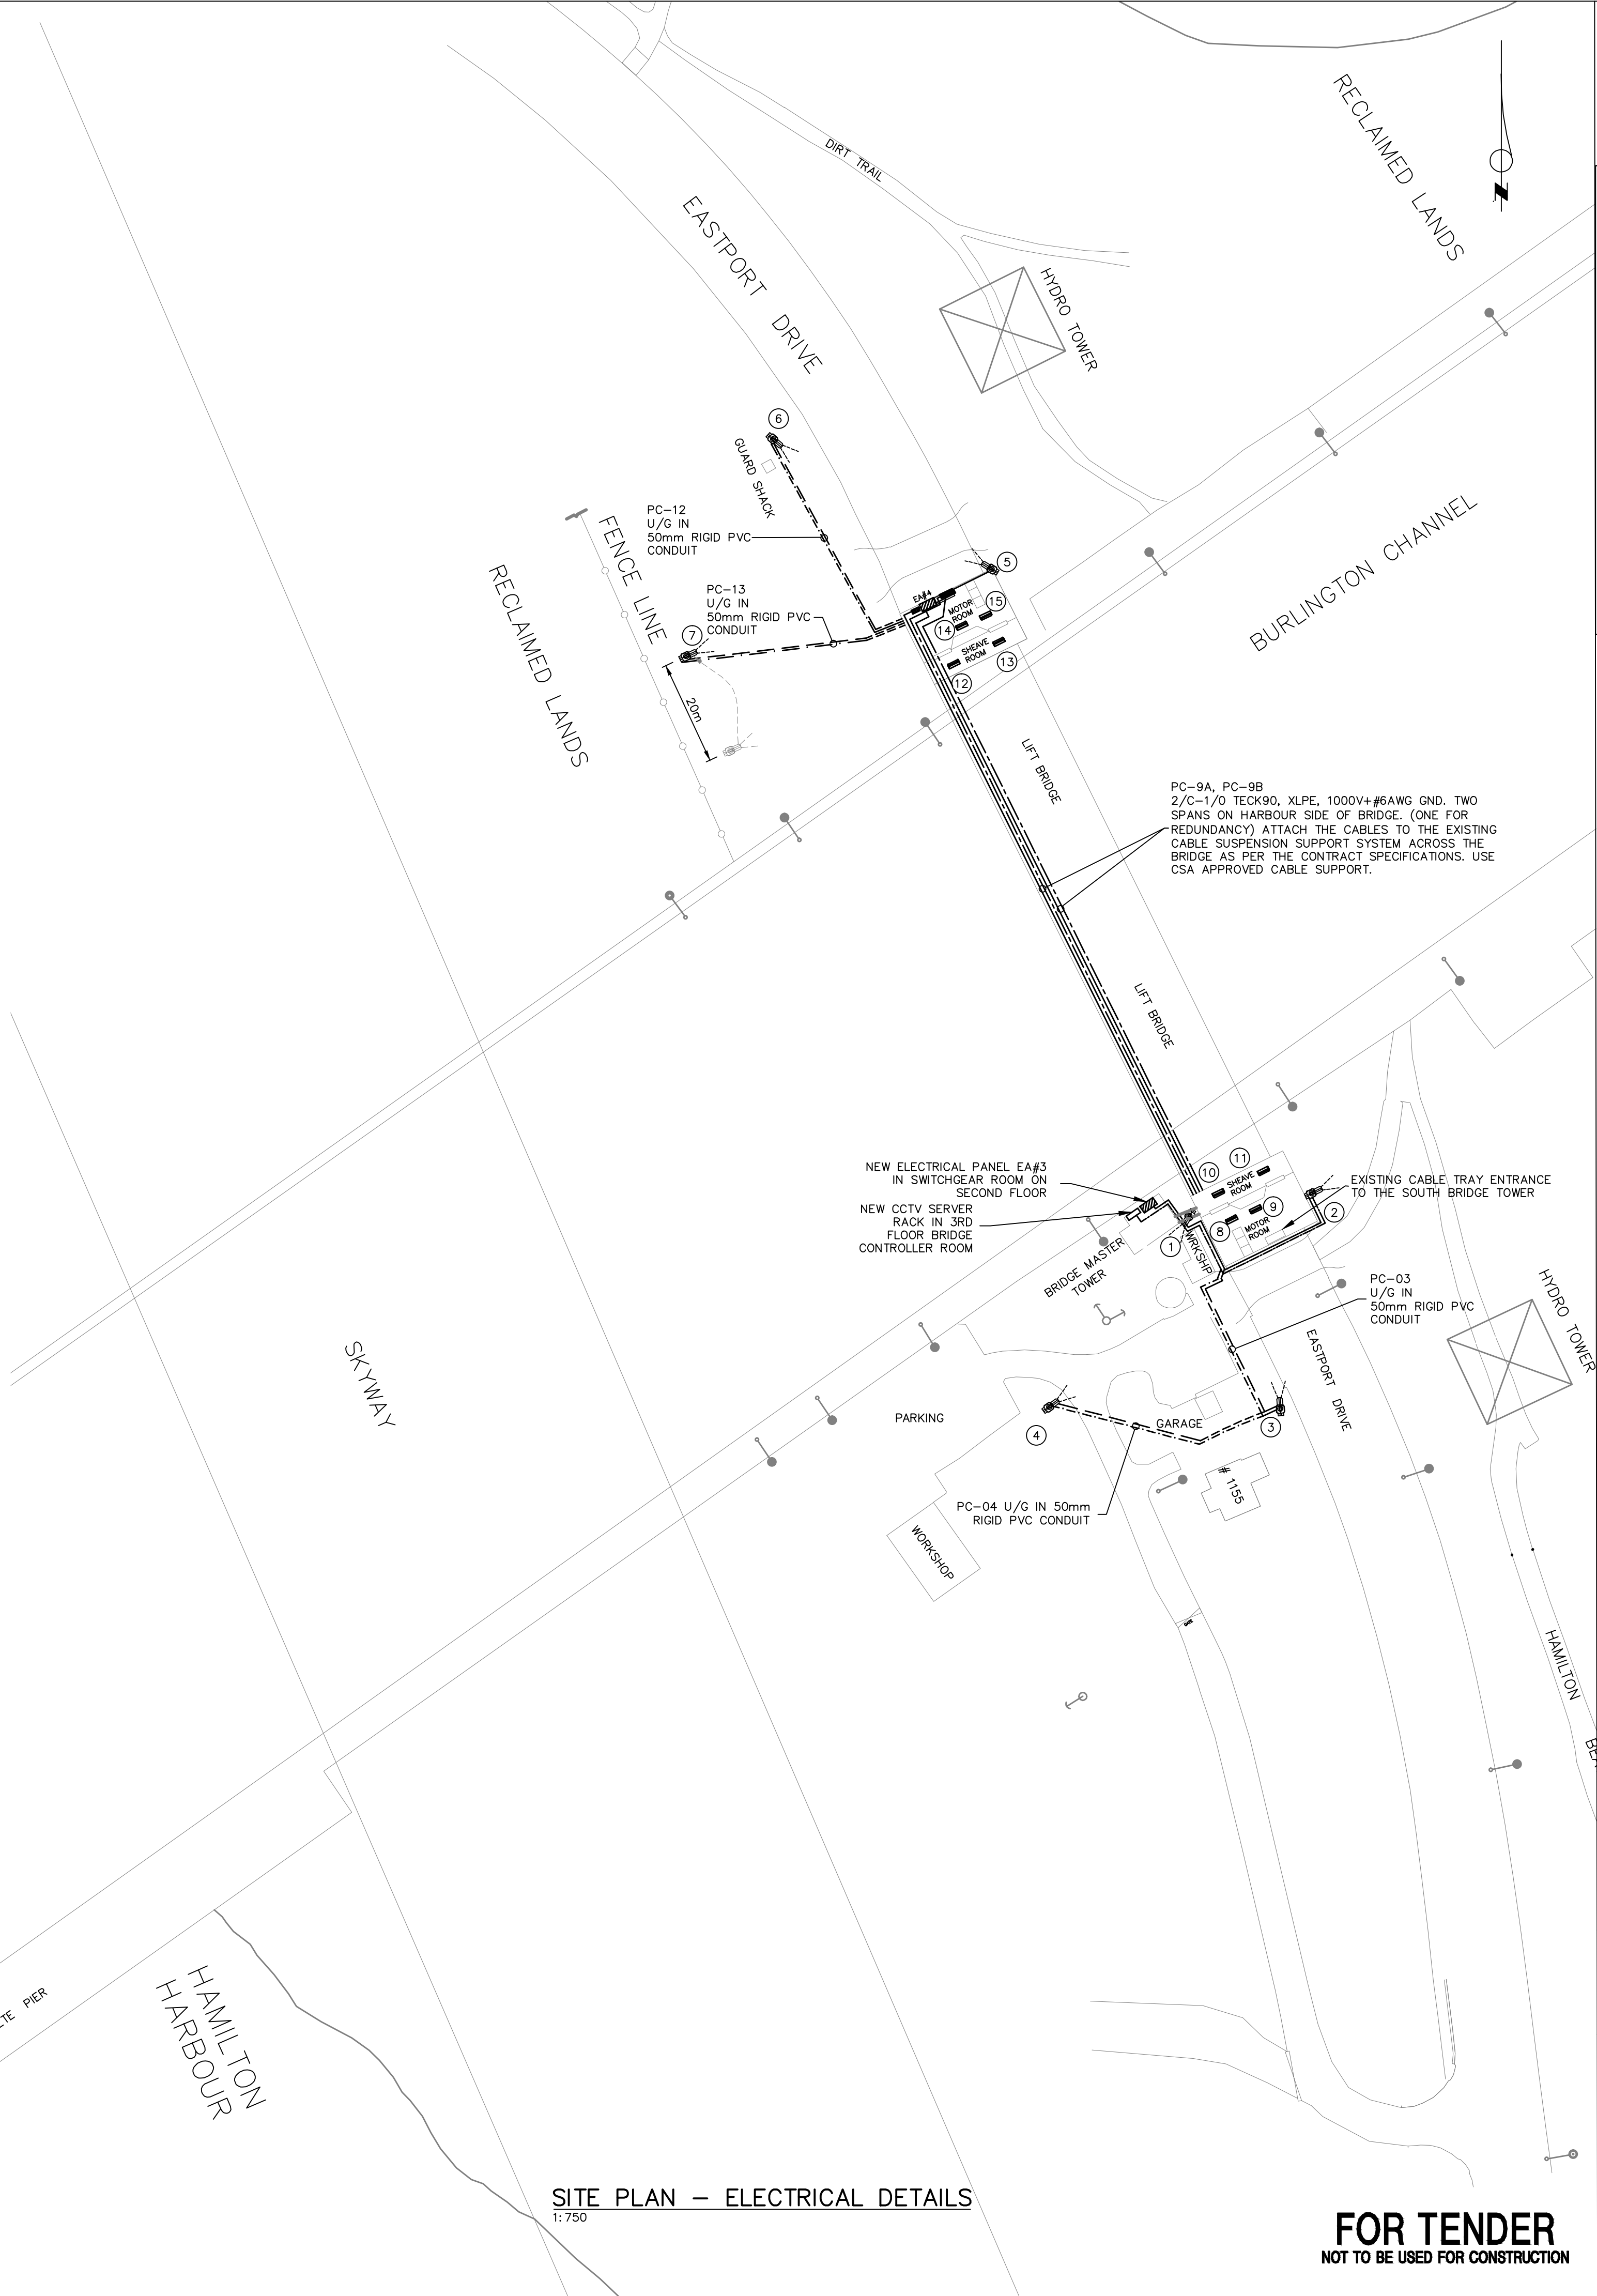 RECLAIMED LANDS
N
DIRT TRAIL
EASTPORT DRIVE
HYDRO TOWER
6
GUARD SHACK
PC-12
U/G IN
50mm RIGID PVC
CONDUIT
FENCE LINE
RECLAIMED LANDS
PC-13
U/G IN
50mm RIGID PVC
CONDUIT
7
20m
5
EA#4
MOTOR
ROOM
15
14
SHEAVE
ROOM
13
12
BURLINGTON CHANNEL
LIFT BRIDGE
PC-9A, PC-9B
2/C-1/0 TECK90, XLPE, 1000V+#6AWG GND. TWO
SPANS ON HARBOUR SIDE OF BRIDGE. (ONE FOR
REDUNDANCY) ATTACH THE CABLES TO THE EXISTING
CABLE SUSPENSION SUPPORT SYSTEM ACROSS THE
BRIDGE AS PER THE CONTRACT SPECIFICATIONS. USE
CSA APPROVED CABLE SUPPORT.
LIFT BRIDGE
NEW ELECTRICAL PANEL EA#3
IN SWITCHGEAR ROOM ON
SECOND FLOOR
NEW CCTV SERVER
RACK IN 3RD
FLOOR BRIDGE
CONTROLLER ROOM
10
11
SHEAVE
ROOM
EXISTING CABLE TRAY ENTRANCE
TO THE SOUTH BRIDGE TOWER
9
8
2
MOTOR
ROOM
1
WRKSHP
BRIDGE MASTER
TOWER
PC-03
U/G IN
50mm RIGID PVC
CONDUIT
HYDRO TOWER
EASTPORT DRIVE
SKYWAY
PARKING
4
GARAGE
3
# 1155
PC-04 U/G IN 50mm
RIGID PVC CONDUIT
WORKSHOP
GATE
HAMILTON
HAMILTON
HARBOUR
PIER
SITE PLAN – ELECTRICAL DETAILS
1:750
FOR TENDER
NOT TO BE USED FOR CONSTRUCTION